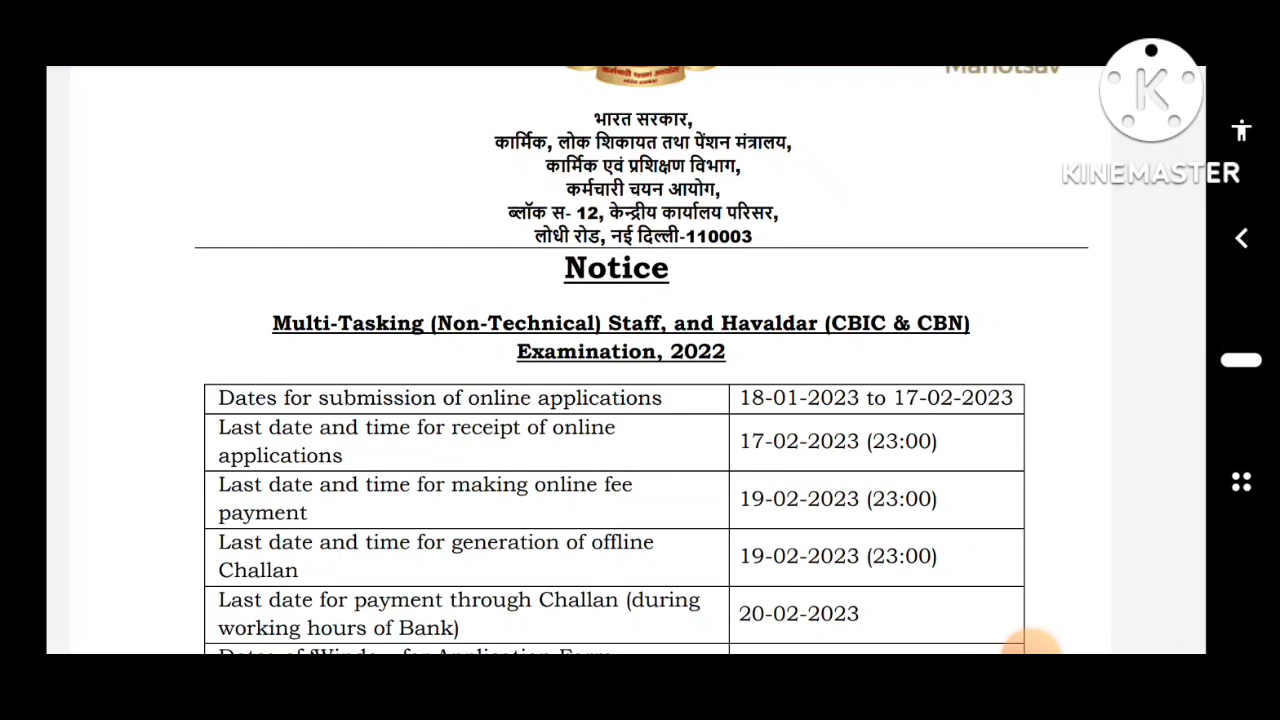 कर्मचारी चयन आयोग
Mahotsav
K
KINEMASTER
भारत सरकार,
कार्मिक, लोक शिकायत तथा पेंशन मंत्रालय,
कार्मिक एवं प्रशिक्षण विभाग,
कर्मचारी चयन आयोग,
ब्लॉक स- 12, केन्द्रीय कार्यालय परिसर,
लोधी रोड, नई दिल्ली-110003
Notice
Multi-Tasking (Non-Technical) Staff, and Havaldar (CBIC & CBN)
Examination, 2022
Dates for submission of online applications 18-01-2023 to 17-02-2023
Last date and time for receipt of online
applications 17-02-2023 (23:00)
Last date and time for making online fee
payment 19-02-2023 (23:00)
Last date and time for generation of offline
Challan 19-02-2023 (23:00)
Last date for payment through Challan (during
working hours of Bank) 20-02-2023